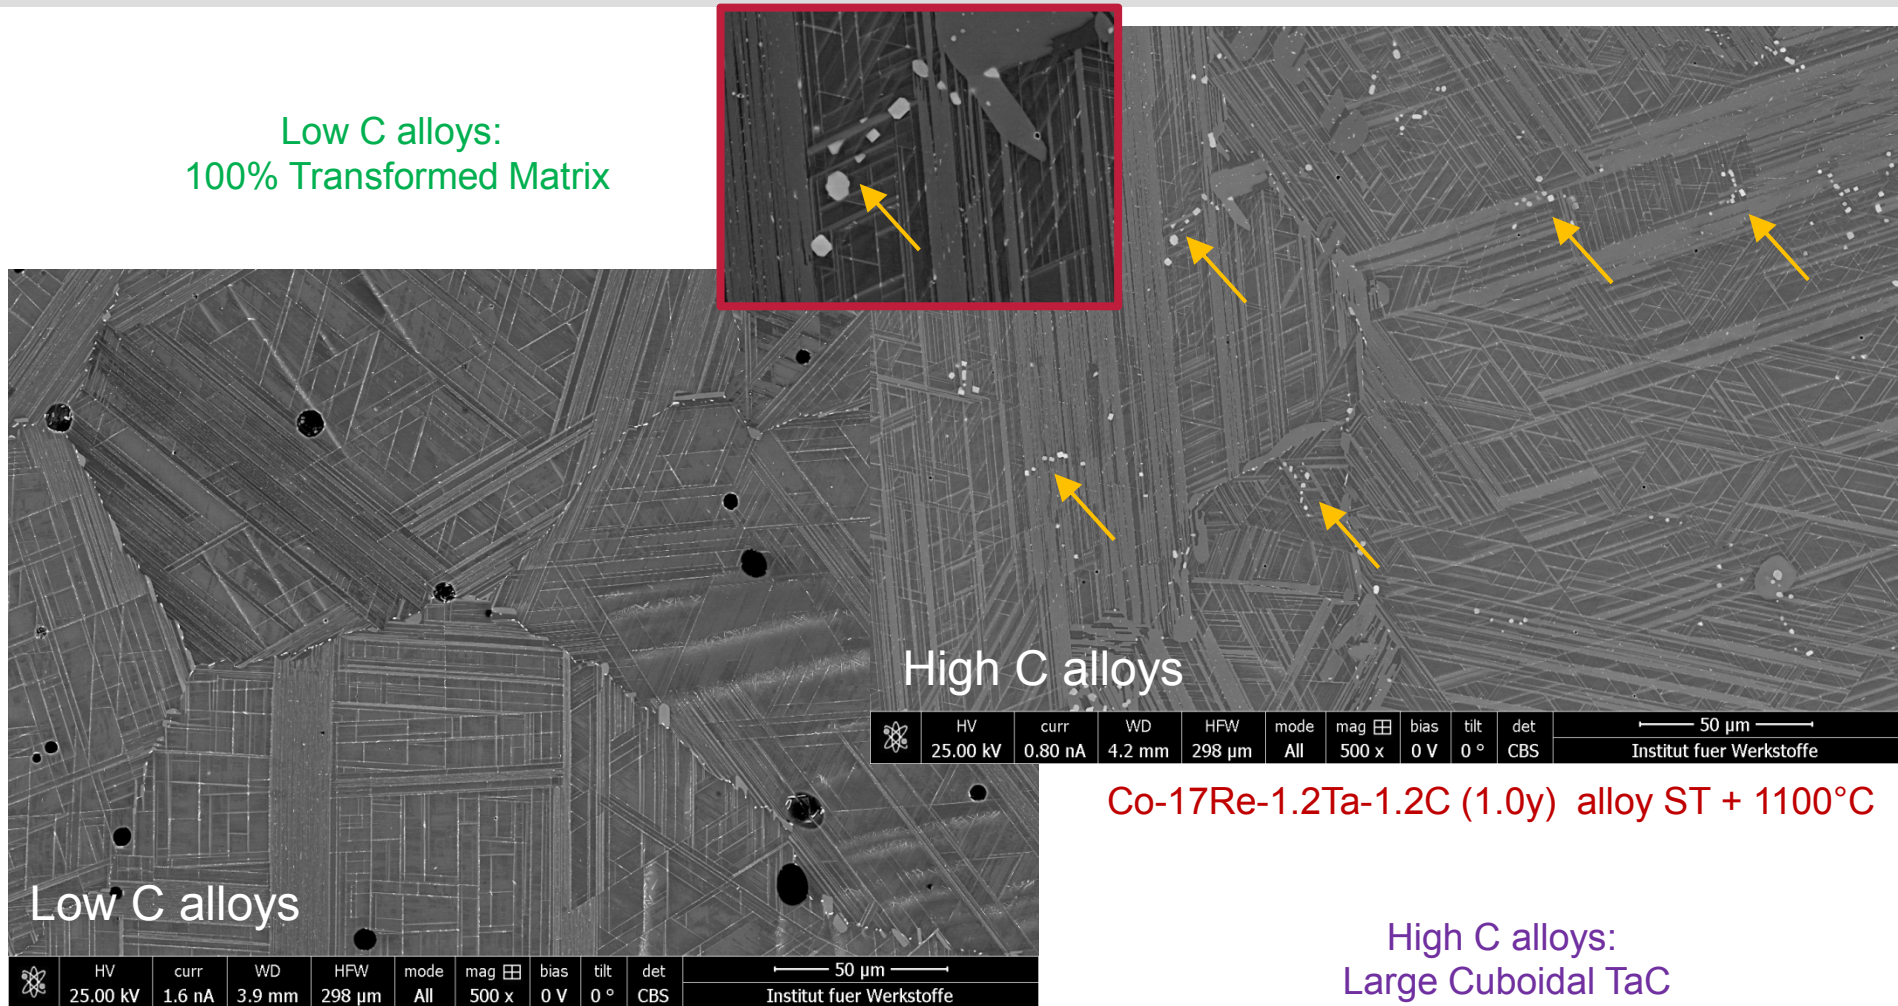 Low C alloys:
100% Transformed Matrix
High C alloys
HV curr WD HFW mode mag bias tilt det 50 µm
25.00 kV 0.80 nA 4.2 mm 298 µm All 500 x 0 V 0 ° CBS Institut fuer Werkstoffe
Co-17Re-1.2Ta-1.2C (1.0y) alloy ST + 1100°C
Low C alloys
HV curr WD HFW mode mag bias tilt det 50 µm
25.00 kV 1.6 nA 3.9 mm 298 µm All 500 x 0 V 0 ° CBS Institut fuer Werkstoffe
High C alloys:
Large Cuboidal TaC